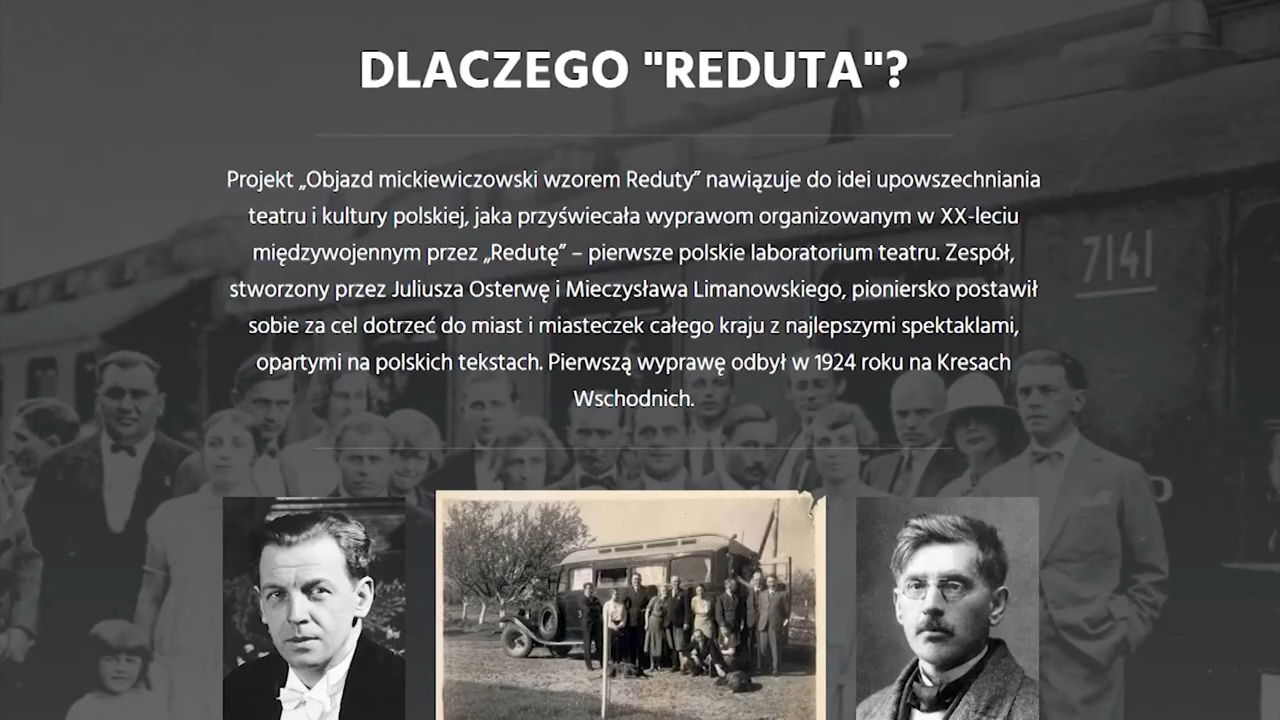 DLACZEGO "REDUTA"?
Projekt „Objazd mickiewiczowski wzorem Reduty” nawiązuje do idei upowszechniania
teatru i kultury polskiej, jaka przyświecała wyprawom organizowanym w XX-leciu
międzywojennym przez „Redutę” – pierwsze polskie laboratorium teatru. Zespół,
stworzony przez Juliusza Osterwę i Mieczysława Limanowskiego, pioniersko postawił
sobie za cel dotrzeć do miast i miasteczek całego kraju z najlepszymi spektaklami,
opartymi na polskich tekstach. Pierwszą wyprawę odbył w 1924 roku na Kresach
Wschodnich.
7141